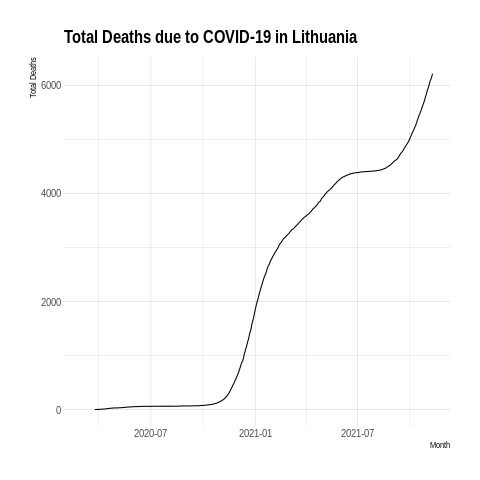 Total Deaths due to COVID-19 in Lithuania
Total Deaths
6000
4000
2000
0
2020-07 2021-01 2021-07
Month